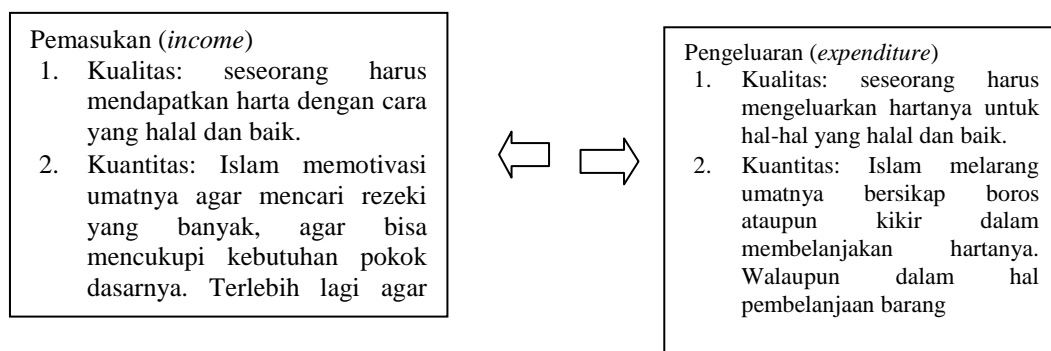 Pemasukan (income)
1. Kualitas: seseorang harus
mendapatkan harta dengan cara
yang halal dan baik.
2. Kuantitas: Islam memotivasi
umatnya agar mencari rezeki
yang banyak, agar bisa
mencukupi kebutuhan pokok
dasarnya. Terlebih lagi agar
Pengeluaran (expenditure)
1. Kualitas: seseorang harus
mengeluarkan hartanya untuk
hal-hal yang halal dan baik.
2. Kuantitas: Islam melarang
umatnya bersikap boros
ataupun kikir dalam
membelanjakan hartanya.
Walaupun dalam hal
pembelanjaan barang